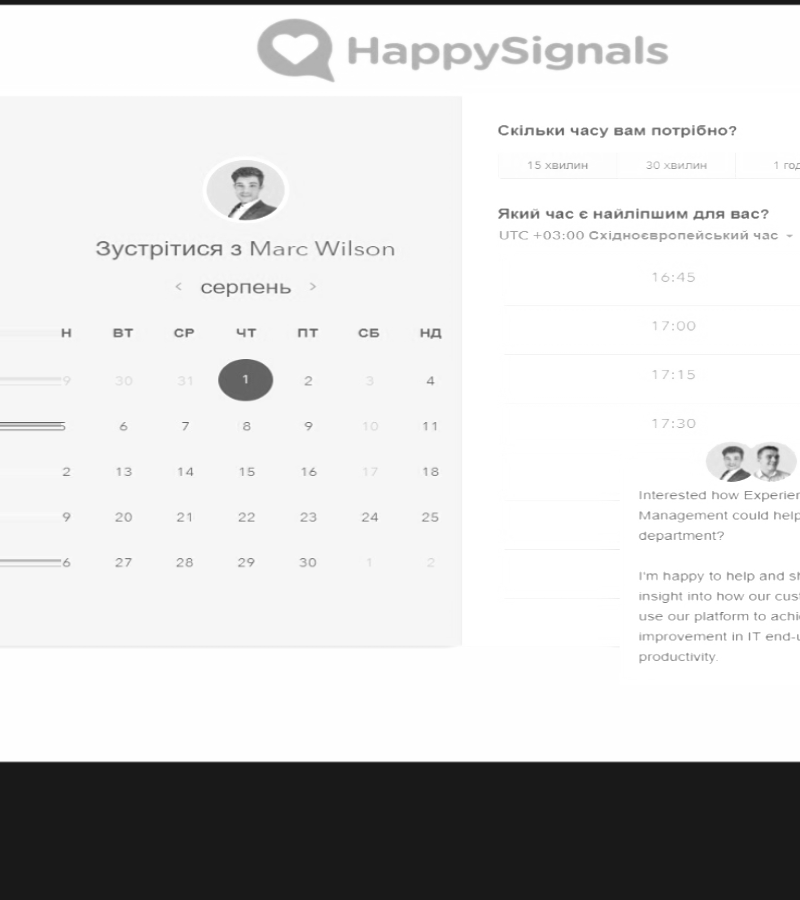 HappySignals
Зустрітися з Marc Wilson
< серпень >
Н ВТ СР ЧТ ПТ СБ НД
9 30 31 1 2 3 4
5 6 7 8 9 10 11
2 13 14 15 16 17 18
9 20 21 22 23 24 25
6 27 28 29 30 1 2
Скільки часу вам потрібно?
15 хвилин 30 хвилин 1 год
Який час є найліпшим для вас?
UTC +03:00 Східноєвропейський час
16:45
17:00
17:15
17:30
Interested how Experien
Management could help
department?
I'm happy to help and sh
insight into how our cust
use our platform to achie
improvement in IT end-u
productivity.